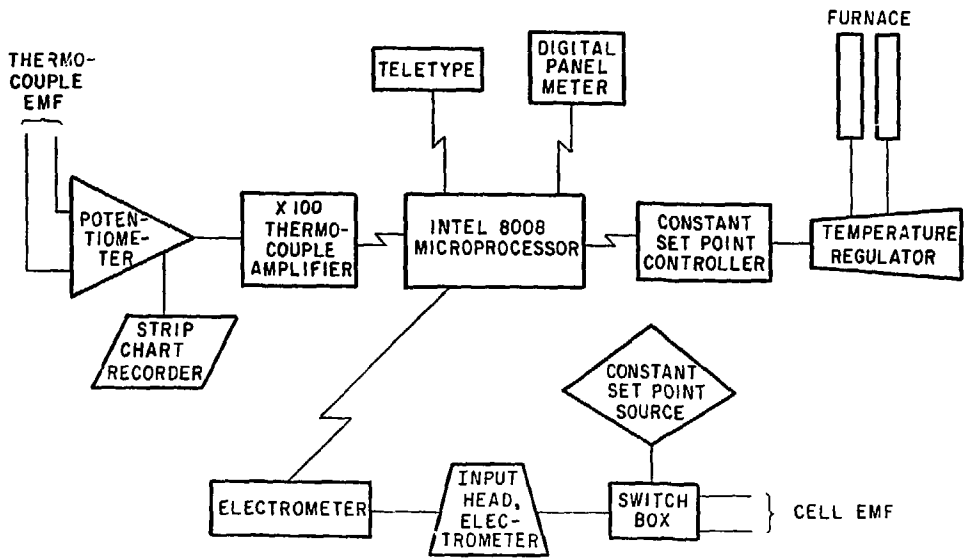 FURNACE
THERMO-
COUPLE
EMF
TELETYPE
DIGITAL
PANEL
METER
POTEN-
TIOME-
TER
X 100
THERMO-
COUPLE
AMPLIFIER
INTEL 8008
MICROPROCESSOR
CONSTANT
SET POINT
CONTROLLER
TEMPERATURE
REGULATOR
STRIP
CHART
RECORDER
CONSTANT
SET POINT
SOURCE
ELECTROMETER
INPUT
HEAD,
ELEC-
TROMETER
SWITCH
BOX
CELL EMF